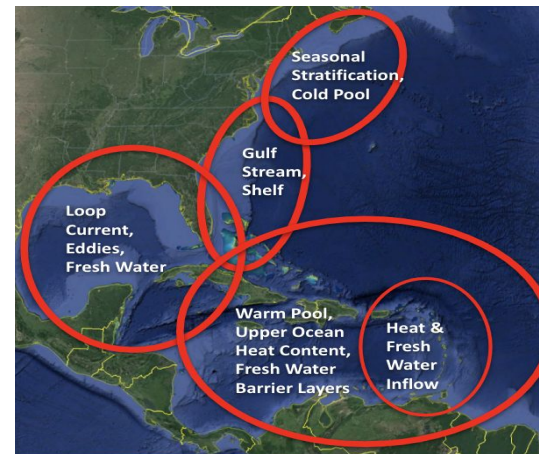 Seasonal
Stratification,
Cold Pool
Gulf
Stream,
Shelf
Loop
Current,
Eddies,
Fresh Water
Warm Pool,
Upper Ocean
Heat Content,
Fresh Water
Barrier Layers
Heat &
Fresh
Water
Inflow